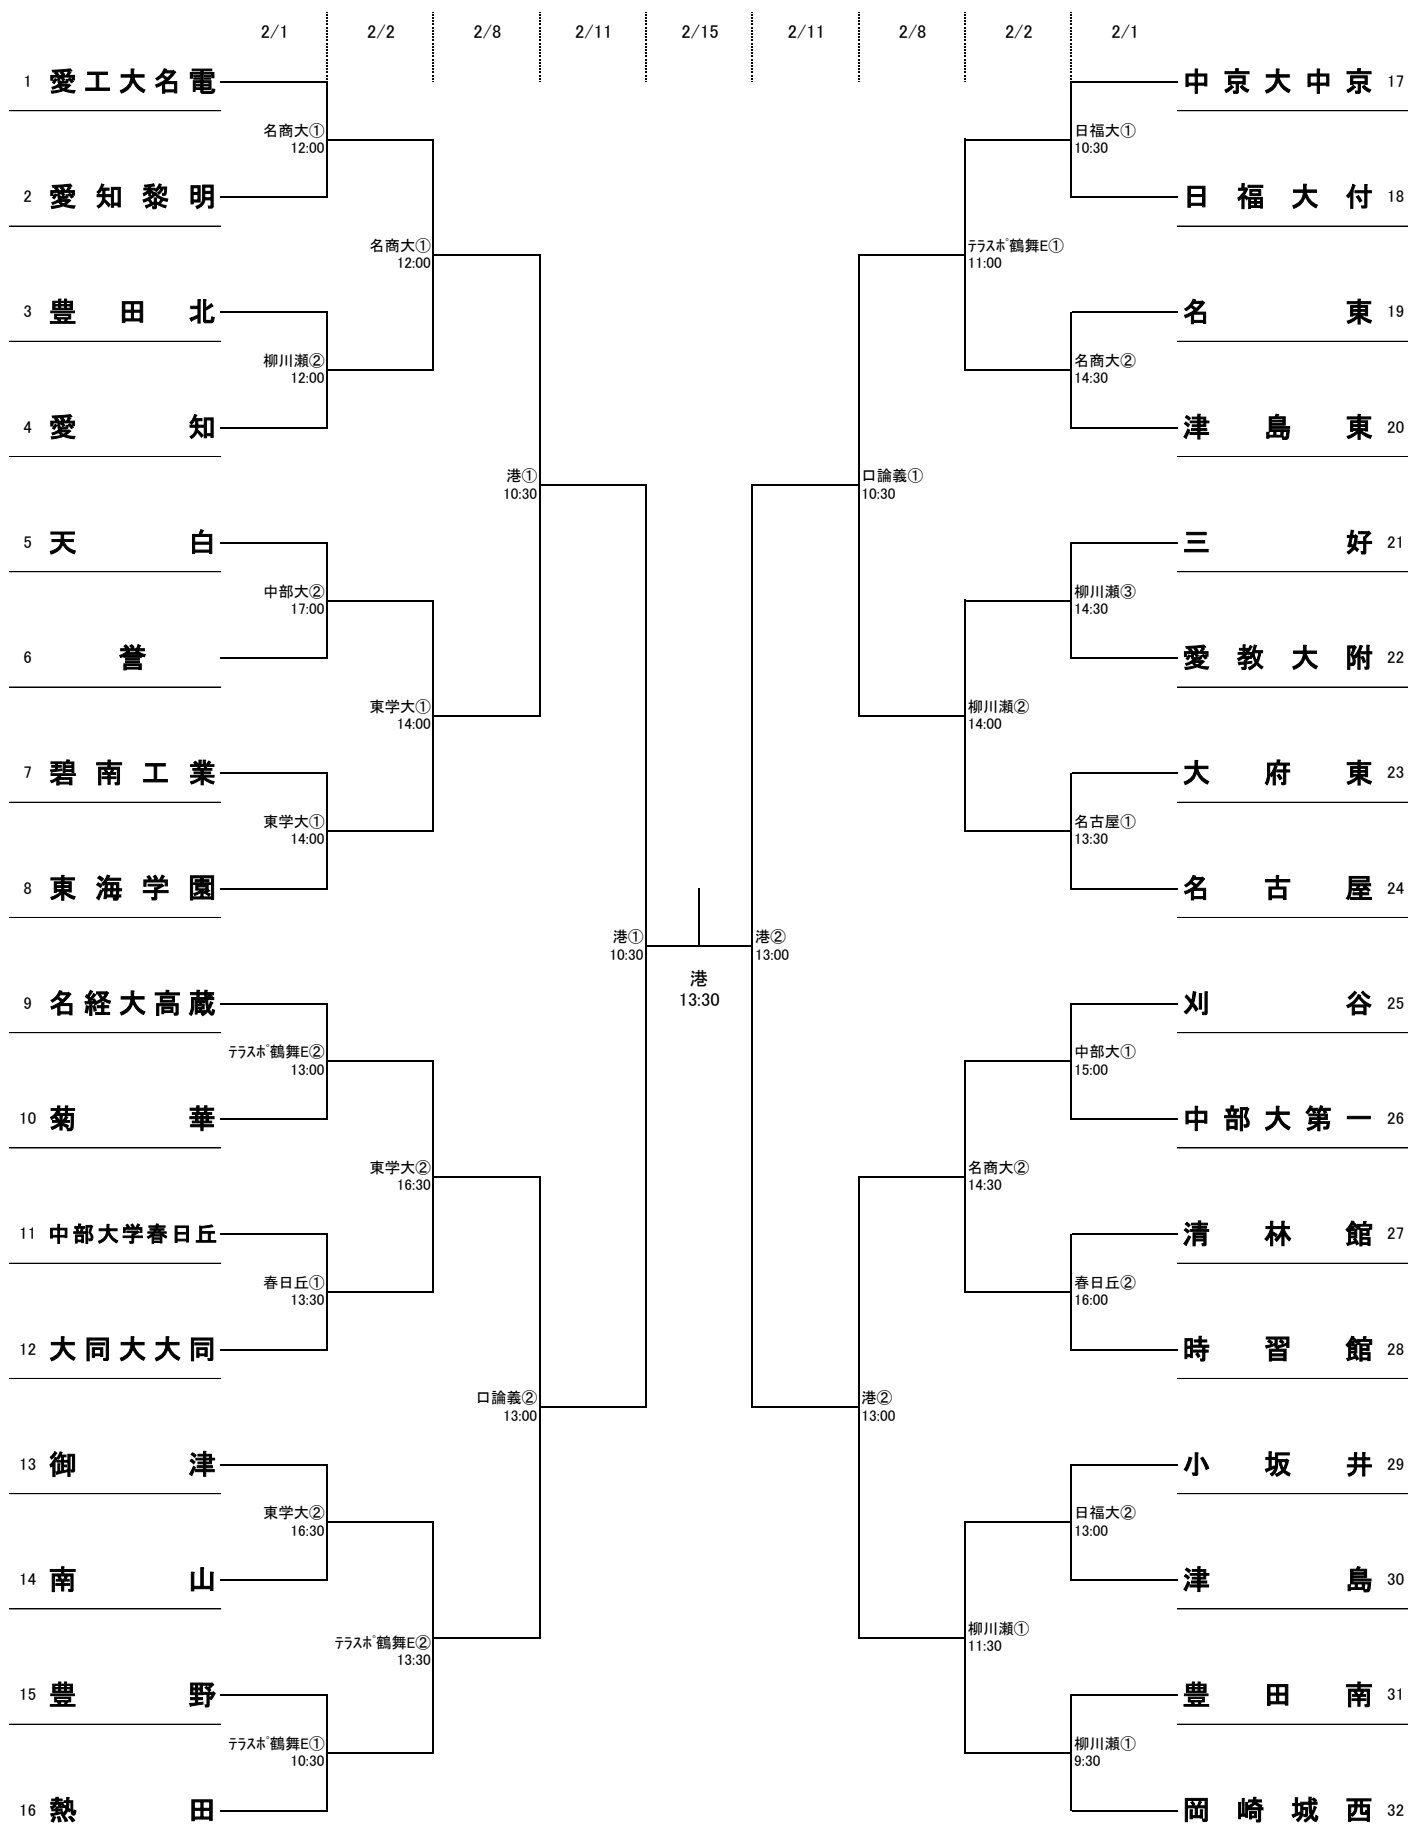 2/1 2/2 2/8 2/11 2/15 2/11 2/8 2/2 2/1
1 愛工大名電
名商大①
12:00
2 愛知黎明
名商大①
12:00
3 豊田北
柳川瀬②
12:00
4 愛知
港①
10:30
5 天白
中部大②
17:00
6 誉
東学大①
14:00
7 碧南工業
東学大①
14:00
8 東海学園
港①
10:30
9 名経大高蔵
テラスポ鶴舞E②
13:00
10 菊華
東学大②
16:30
11 中部大学春日丘
春日丘①
13:30
12 大同大大同
口論義②
13:00
13 御津
東学大②
16:30
14 南山
テラスポ鶴舞E②
13:30
15 豊野
テラスポ鶴舞E①
10:30
16 熱田
港
13:30
中京大中京 17
日福大①
10:30
日福大付 18
テラスポ鶴舞E①
11:00
名東 19
名商大②
14:30
津島東 20
口論義①
10:30
三好 21
柳川瀬③
14:30
愛教大附 22
柳川瀬②
14:00
大府東 23
名古屋①
13:30
名古屋 24
港②
13:00
刈谷 25
中部大①
15:00
中部大第一 26
名商大②
14:30
清林館 27
春日丘②
16:00
時習館 28
港②
13:00
小坂井 29
日福大②
13:00
津島 30
柳川瀬①
11:30
豊田南 31
柳川瀬①
9:30
岡崎城西 32